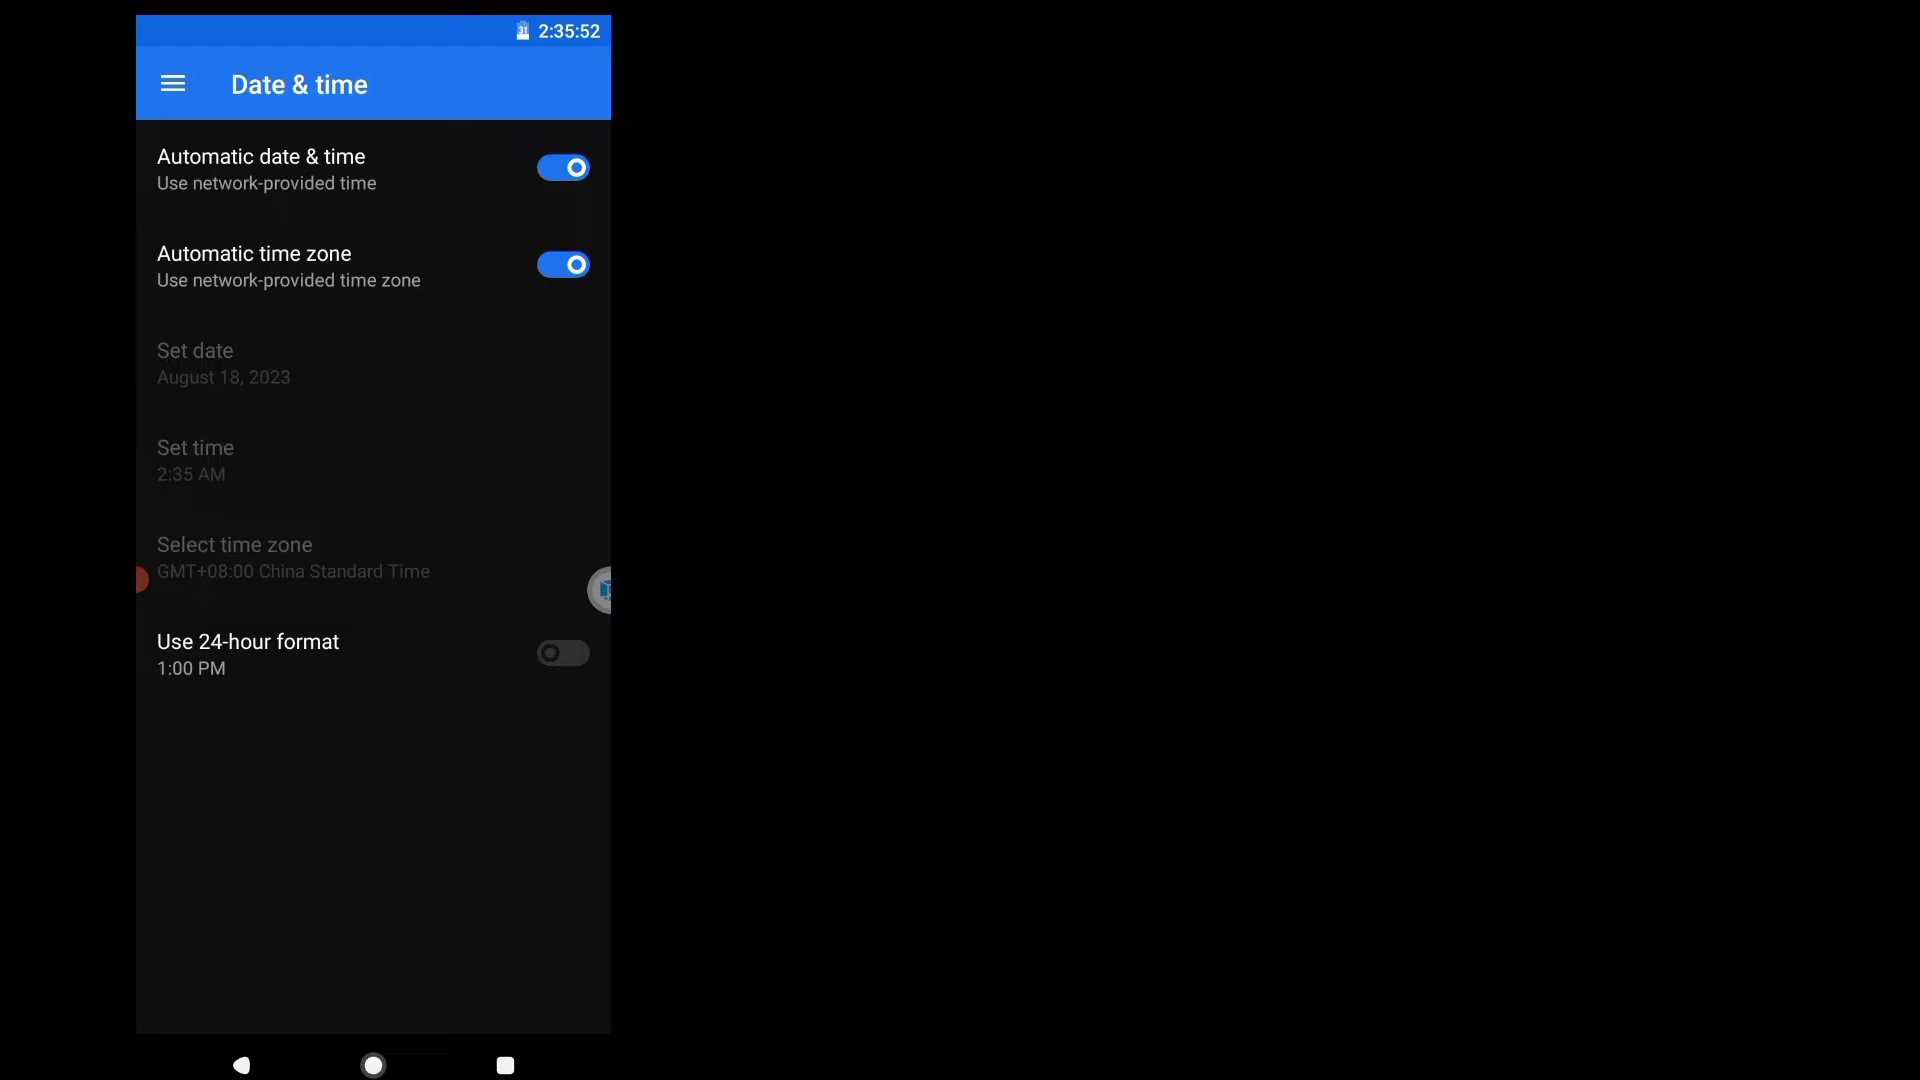 31 2:35:52
Date & time
Automatic date & time
Use network-provided time
Automatic time zone
Use network-provided time zone
Set date
August 18, 2023
Set time
2:35 AM
Select time zone
GMT+08:00 China Standard Time
Use 24-hour format
1:00 PM